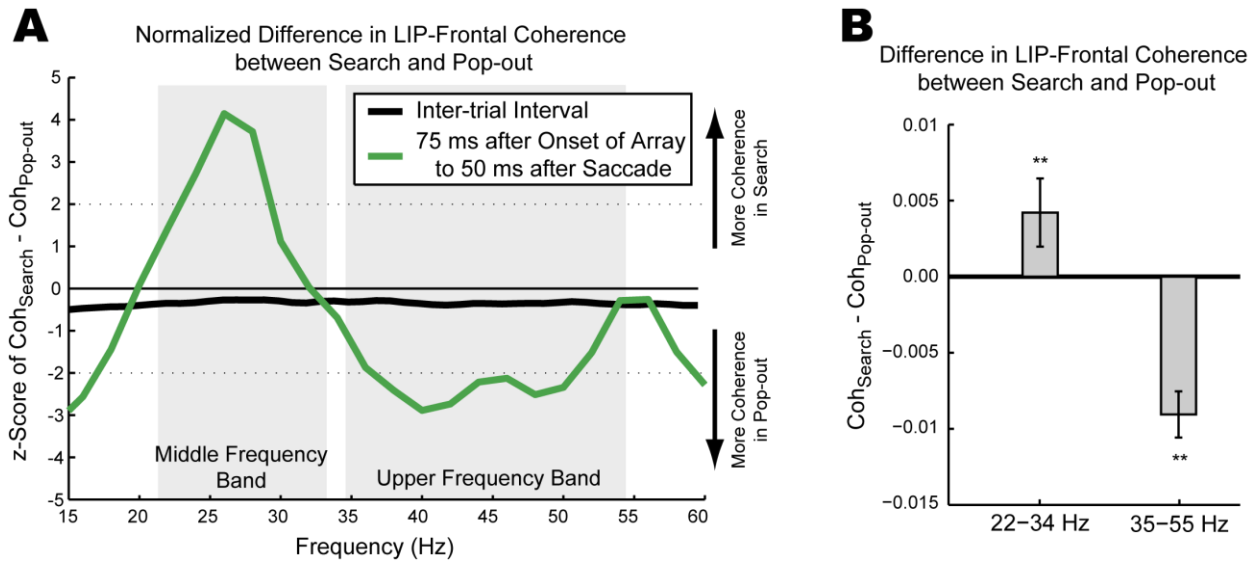 A
Normalized Difference in LIP-Frontal Coherence
between Search and Pop-out
z-Score of CohSearch - CohPop-out
5
4
3
2
1
0
-1
-2
-3
-4
-5
Inter-trial Interval
75 ms after Onset of Array
to 50 ms after Saccade
Middle Frequency
Band
Upper Frequency Band
15
20
25
30
35
40
45
50
55
60
Frequency (Hz)
More Coherence
in Search
More Coherence
in Pop-out
B
Difference in LIP-Frontal Coherence
between Search and Pop-out
CohSearch - CohPop-out
0.01
0.005
0.00
−0.005
−0.01
−0.015
**
**
22−34 Hz
35−55 Hz